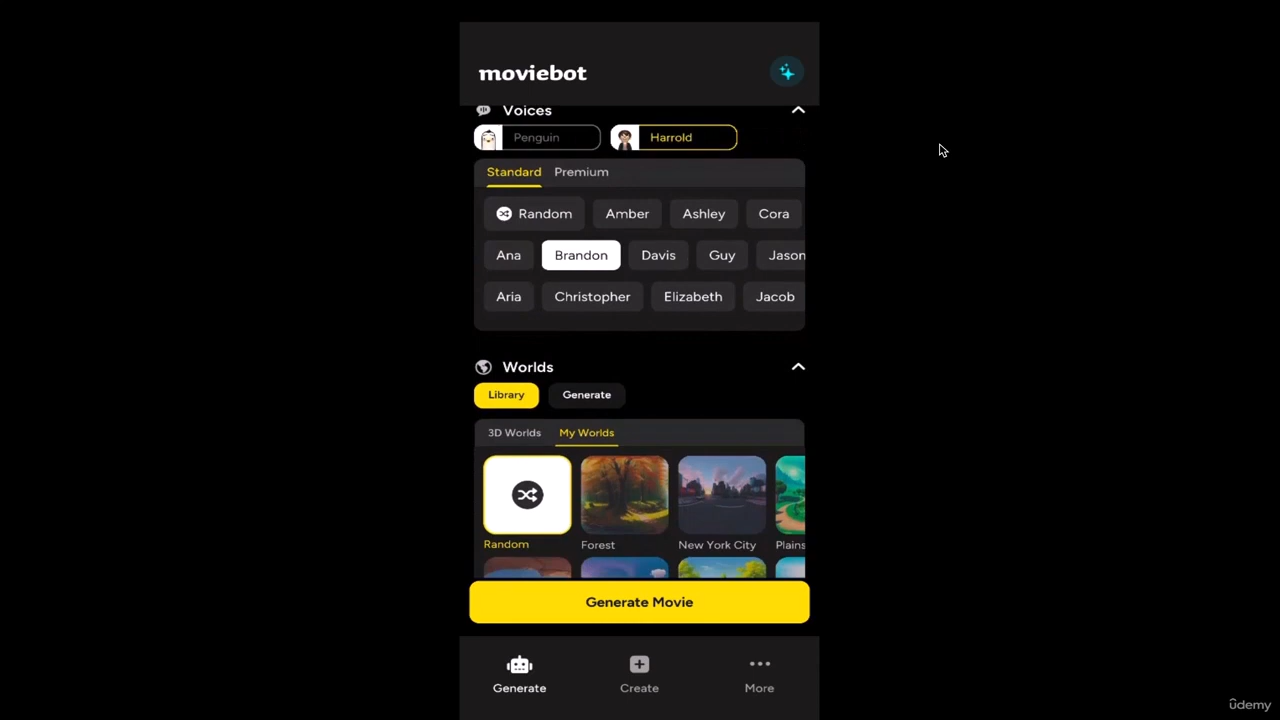 moviebot
Voices
Penguin Harrold
Standard Premium
Random Amber Ashley Cora
Ana Brandon Davis Guy Jason
Aria Christopher Elizabeth Jacob
Worlds
Library Generate
3D Worlds My Worlds
Random Forest New York City Plains
Generate Movie
Generate Create More
ûdemy